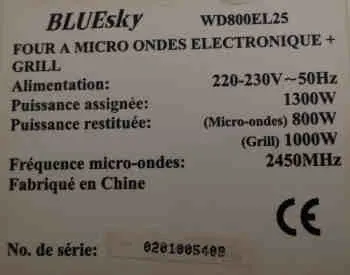 BLUEsky WD800EL25
FOUR A MICRO ONDES ELECTRONIQUE +
GRILL
Alimentation: 220-230V~50Hz
Puissance assignée: 1300W
Puissance restituée: (Micro-ondes) 800W
(Grill) 1000W
Fréquence micro-ondes: 2450MHz
Fabriqué en Chine
CE
No. de série: 0201005409